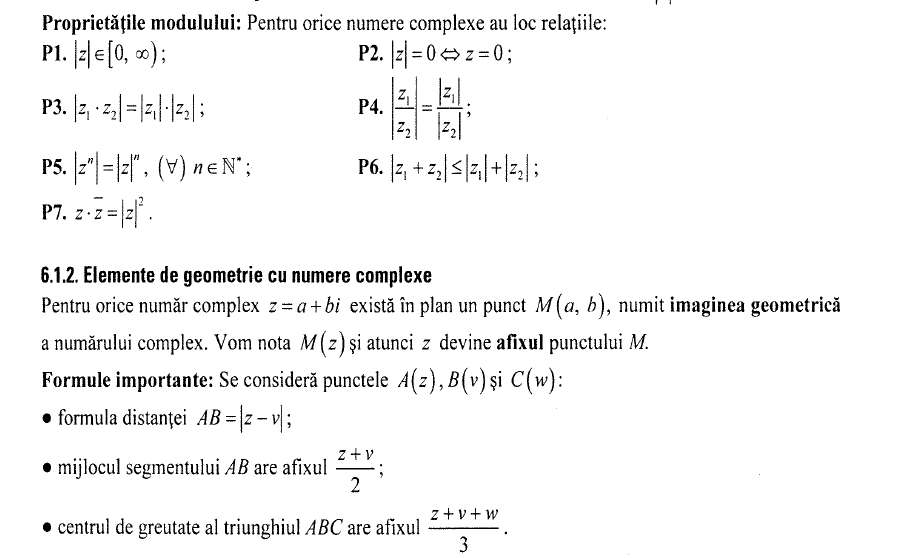 Proprietățile modulului: Pentru orice numere complexe au loc relațiile:
P1. |z|∈[0, ∞); P2. |z|=0⇔z=0;
P3. |z₁·z₂|=|z₁|·|z₂|; P4. |z₁/z₂|=|z₁|/|z₂|;
P5. |zⁿ|=|z|ⁿ, (∀) n∈ℕ*; P6. |z₁+z₂|≤|z₁|+|z₂|;
P7. z·z̅=|z|².
6.1.2. Elemente de geometrie cu numere complexe
Pentru orice număr complex z=a+bi există în plan un punct M(a, b), numit imaginea geometrică
a numărului complex. Vom nota M(z) și atunci z devine afixul punctului M.
Formule importante: Se consideră punctele A(z), B(v) și C(w):
● formula distanței AB=|z−v|;
● mijlocul segmentului AB are afixul (z+v)/2;
● centrul de greutate al triunghiul ABC are afixul (z+v+w)/3.